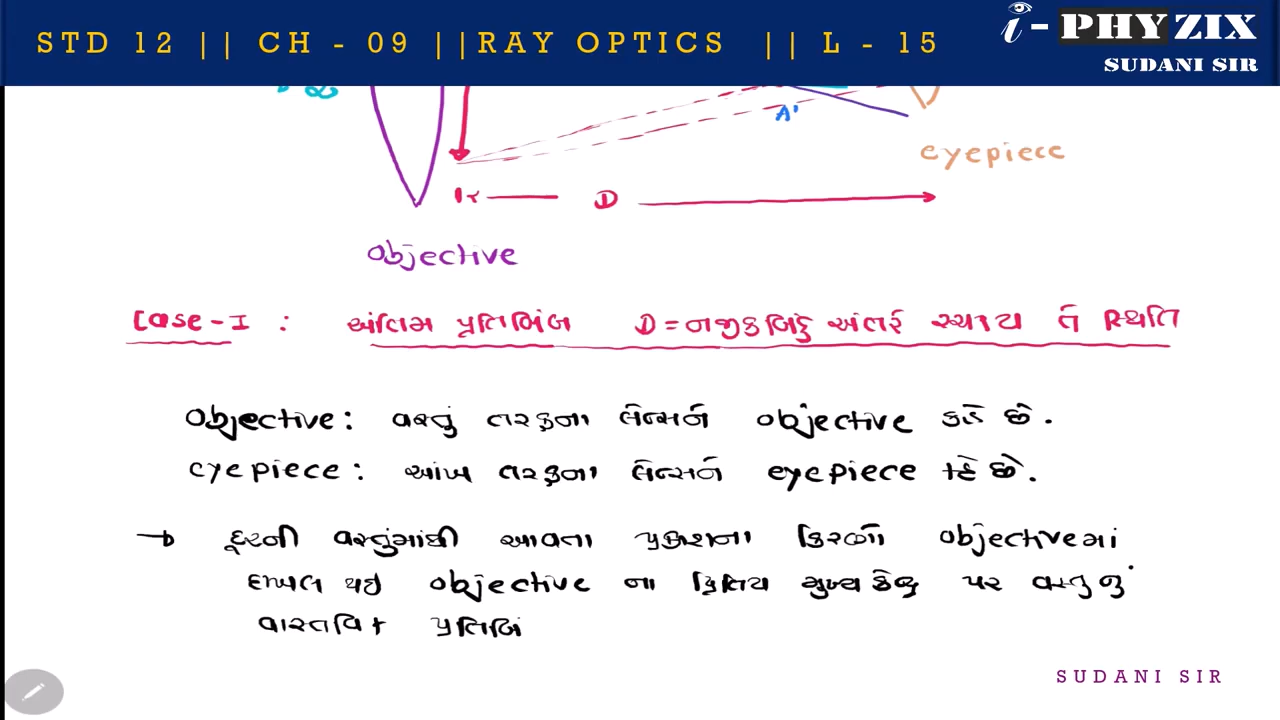 STD 12 || CH - 09 ||RAY OPTICS || L - 15
i-PHYZIX
SUDANI SIR
A'
eyepiece
D
objective
Case-I : અંતિમ પ્રતિબિંબ D = નજીકબિંદુ અંતરે રચાય તે સ્થિતિ
objective: વસ્તું તરફના લેન્સને objective કહે છે.
eyepiece: આંખ તરફના લેન્સને eyepiece કહે છે.
→ દૂરની વસ્તુંમાંથી આવતા પ્રકાશના કિરણો objectiveમાં
દાખલ થઇ objective ના દ્વિતિય મુખ્ય કેન્દ્ર પર વસ્તુનું
વાસ્તવિક પ્રતિબિં
SUDANI SIR